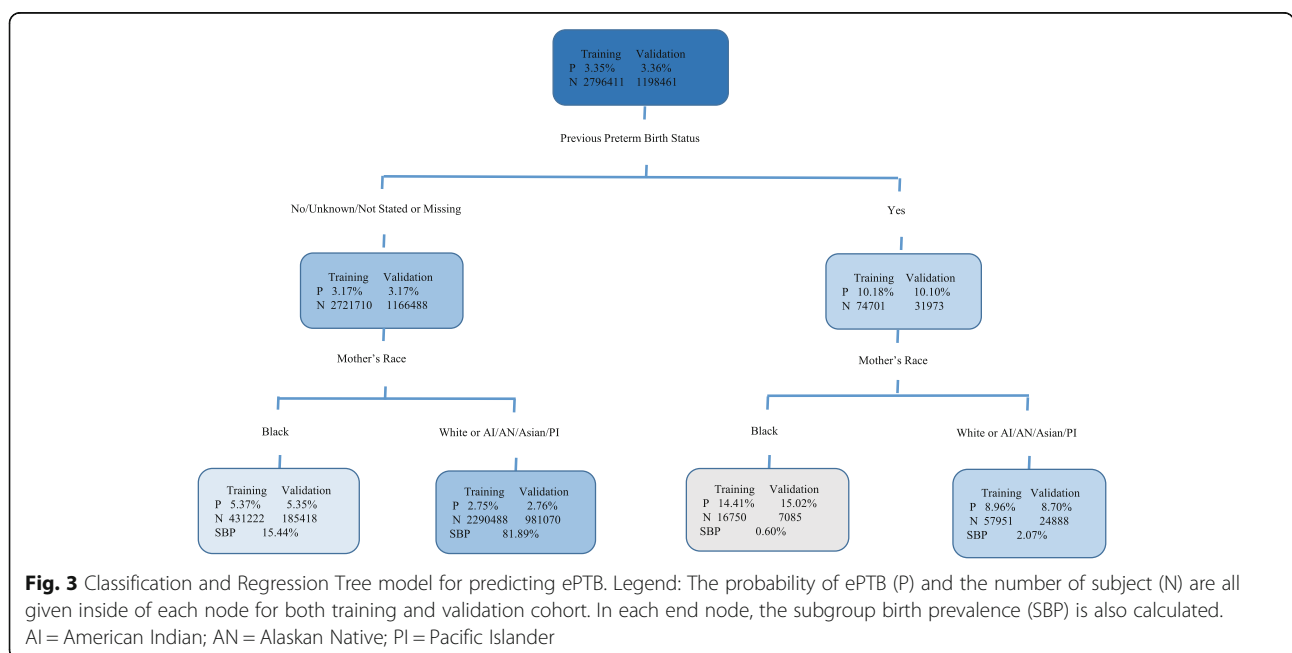 Training Validation
P 3.35% 3.36%
N 2796411 1198461
Previous Preterm Birth Status
No/Unknown/Not Stated or Missing
Yes
Training Validation
P 3.17% 3.17%
N 2721710 1166488
Training Validation
P 10.18% 10.10%
N 74701 31973
Mother's Race
Mother's Race
Black
White or AI/AN/Asian/PI
Black
White or AI/AN/Asian/PI
Training Validation
P 5.37% 5.35%
N 431222 185418
SBP 15.44%
Training Validation
P 2.75% 2.76%
N 2290488 981070
SBP 81.89%
Training Validation
P 14.41% 15.02%
N 16750 7085
SBP 0.60%
Training Validation
P 8.96% 8.70%
N 57951 24888
SBP 2.07%
Fig. 3 Classification and Regression Tree model for predicting ePTB. Legend: The probability of ePTB (P) and the number of subject (N) are all
given inside of each node for both training and validation cohort. In each end node, the subgroup birth prevalence (SBP) is also calculated.
AI = American Indian; AN = Alaskan Native; PI = Pacific Islander